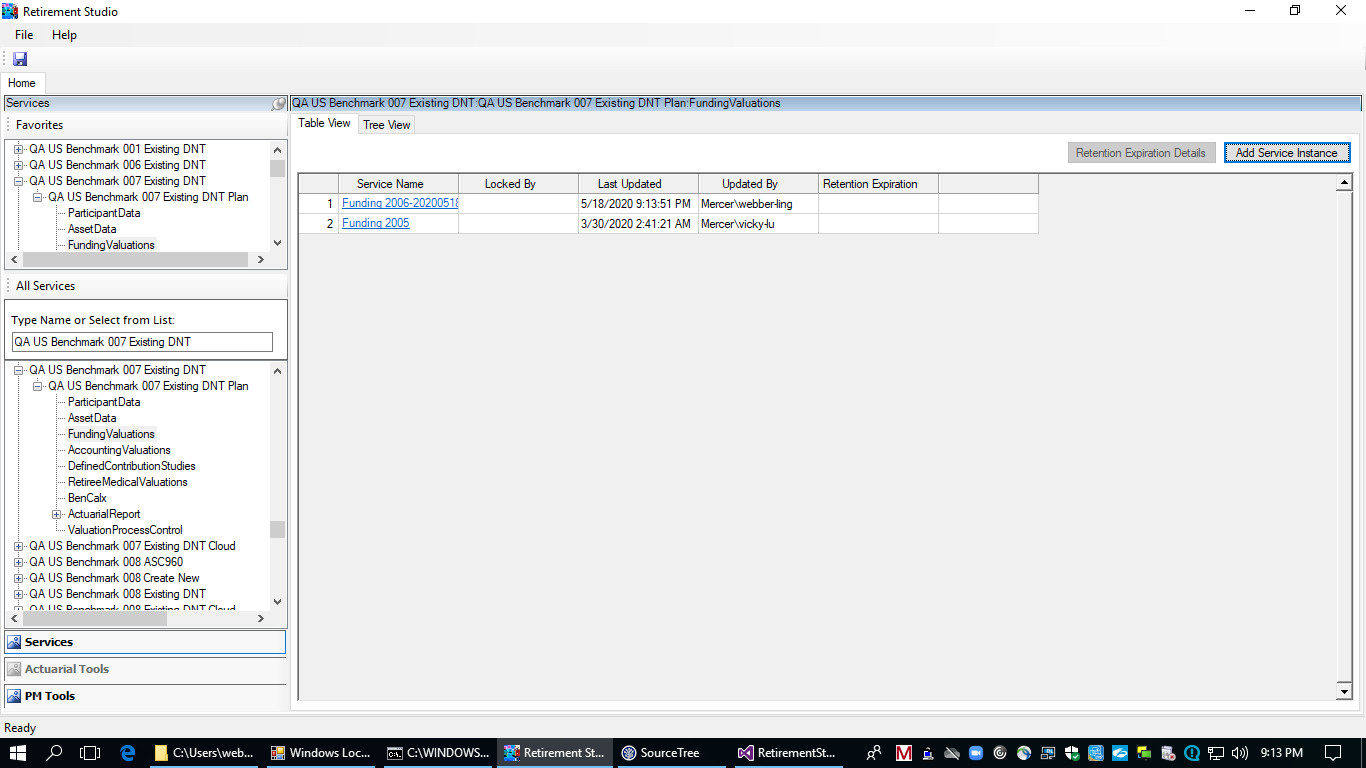 Retirement Studio
File Help
Home
Services
Favorites
QA US Benchmark 001 Existing DNT
QA US Benchmark 006 Existing DNT
QA US Benchmark 007 Existing DNT
QA US Benchmark 007 Existing DNT Plan
ParticipantData
AssetData
FundingValuations
All Services
Type Name or Select from List:
QA US Benchmark 007 Existing DNT
QA US Benchmark 007 Existing DNT
QA US Benchmark 007 Existing DNT Plan
ParticipantData
AssetData
FundingValuations
AccountingValuations
DefinedContributionStudies
RetireeMedicalValuations
BenCalx
ActuarialReport
ValuationProcessControl
QA US Benchmark 007 Existing DNT Cloud
QA US Benchmark 008 ASC960
QA US Benchmark 008 Create New
QA US Benchmark 008 Existing DNT
QA US Benchmark 008 Existing DNT Cloud
Services
Actuarial Tools
PM Tools
QA US Benchmark 007 Existing DNT:QA US Benchmark 007 Existing DNT Plan:FundingValuations
Table View Tree View
Retention Expiration Details Add Service Instance
Service Name Locked By Last Updated Updated By Retention Expiration
1 Funding 2006-20200518 5/18/2020 9:13:51 PM Mercer\webber-ling
2 Funding 2005 3/30/2020 2:41:21 AM Mercer\vicky-lu
Ready
C:\Users\web... Windows Loc... C:\WINDOWS... Retirement St... SourceTree RetirementSt... 9:13 PM